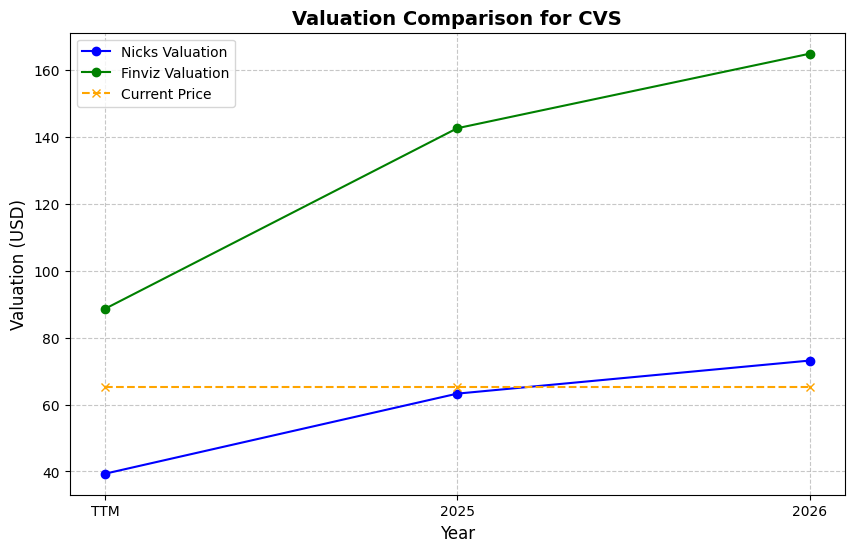 Valuation Comparison for CVS
Nicks Valuation
Finviz Valuation
Current Price
Valuation (USD)
160
140
120
100
80
60
40
TTM
2025
2026
Year